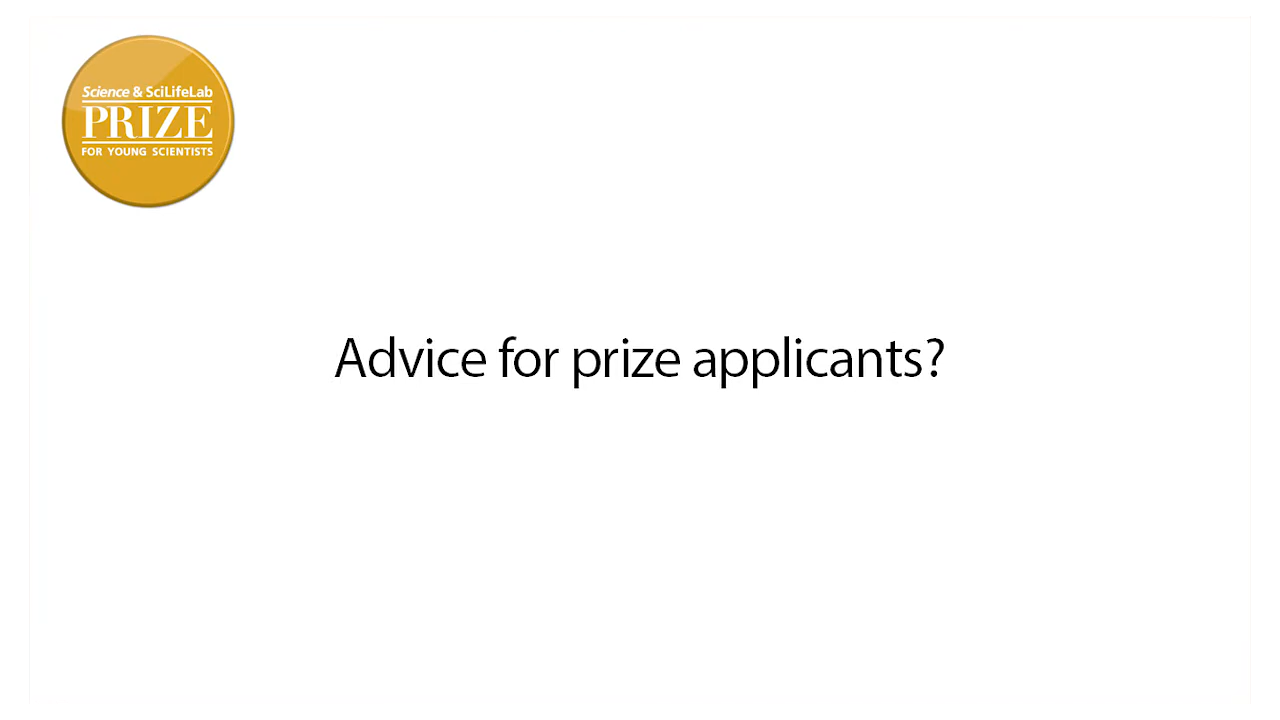 Science & SciLifeLab
PRIZE
FOR YOUNG SCIENTISTS
Advice for prize applicants?